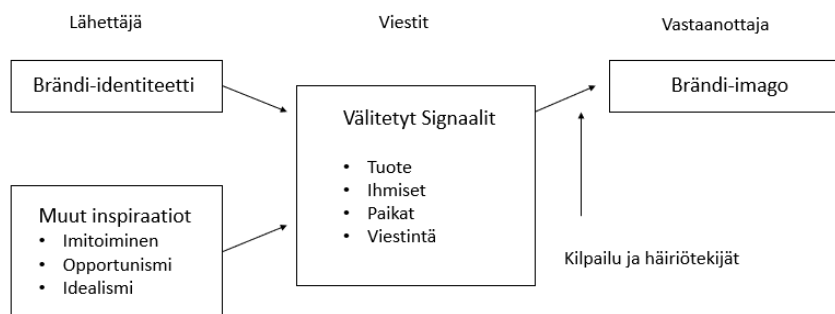 Lähettäjä
Viestit
Vastaanottaja
Brändi-identiteetti
Välitetyt Signaalit
• Tuote
• Ihmiset
• Paikat
• Viestintä
Brändi-imago
Muut inspiraatiot
• Imitoiminen
• Opportunismi
• Idealismi
Kilpailu ja häiriötekijät